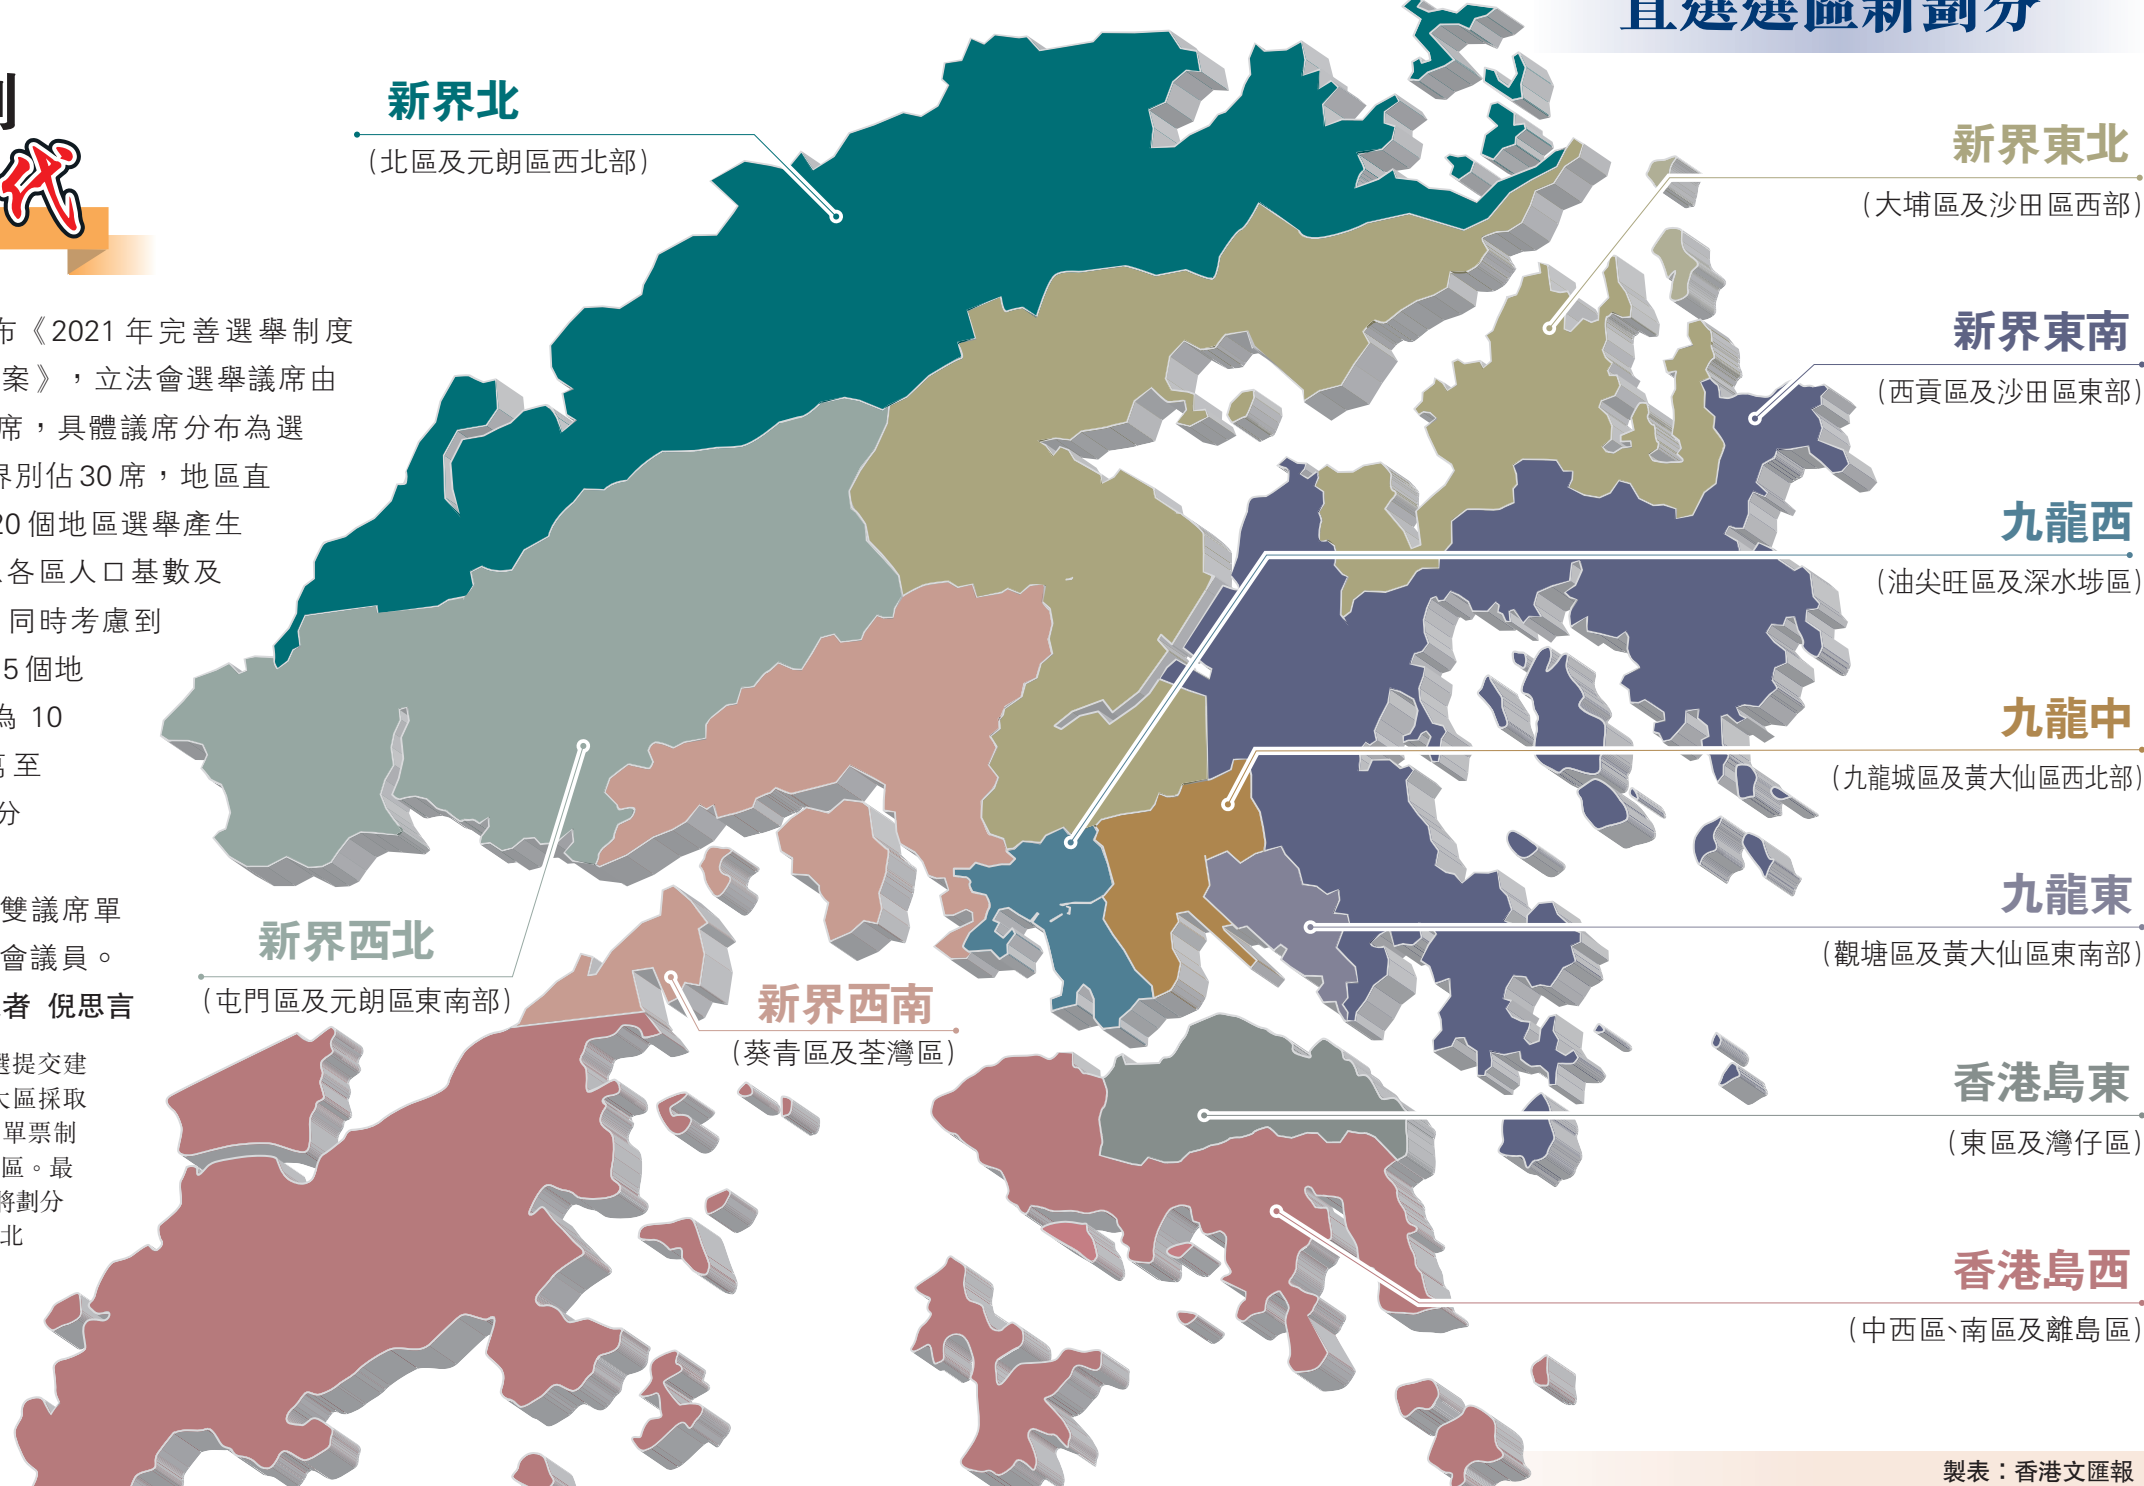 直選選區新劃分
制
代
布《2021年完善選舉制度
案》，立法會選舉議席由
席，具體議席分布為選
界別佔30席，地區直
20個地區選舉產生
各區人口基數及
同時考慮到
5個地
為 10
萬至
分
雙議席單
會議員。
者 倪思言
選提交建
大區採取
單票制
區。最
將劃分
北
新界北
（北區及元朗區西北部）
新界東北
（大埔區及沙田區西部）
新界東南
（西貢區及沙田區東部）
九龍西
（油尖旺區及深水埗區）
九龍中
（九龍城區及黃大仙區西北部）
九龍東
（觀塘區及黃大仙區東南部）
新界西北
（屯門區及元朗區東南部）
新界西南
（葵青區及荃灣區）
香港島東
（東區及灣仔區）
香港島西
（中西區、南區及離島區）
製表：香港文匯報